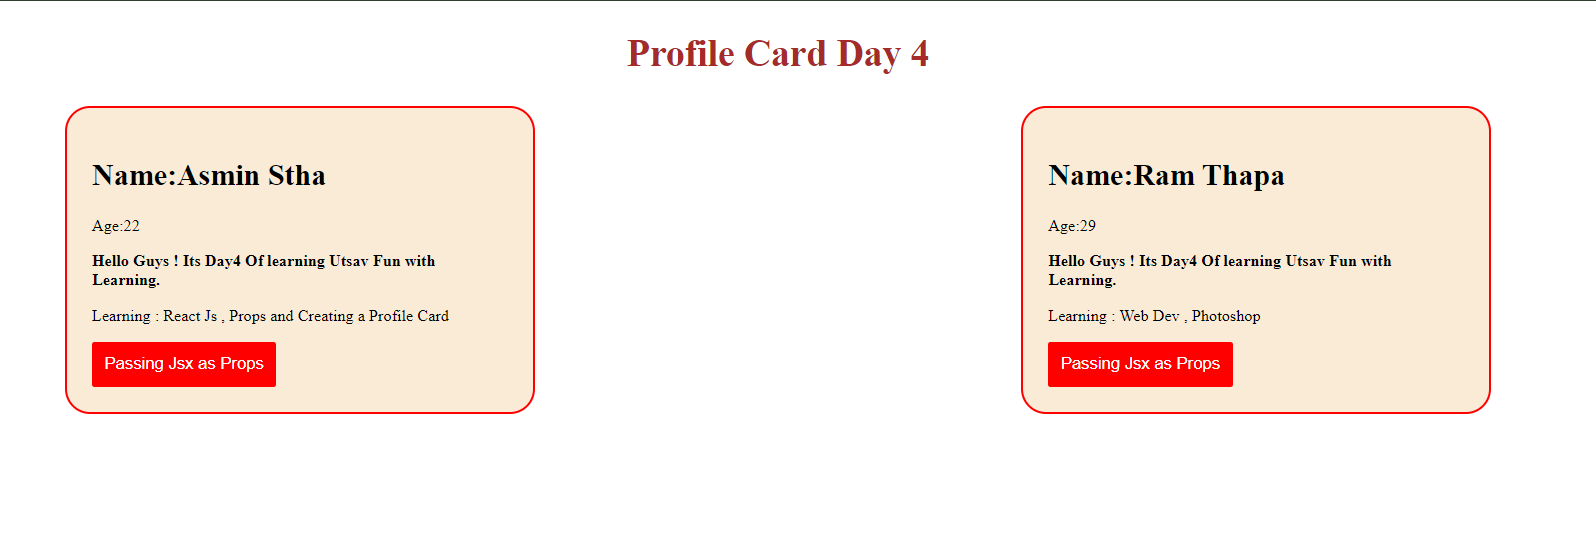 Profile Card Day 4
Name:Asmin Stha
Age:22
Hello Guys ! Its Day4 Of learning Utsav Fun with
Learning.
Learning : React Js , Props and Creating a Profile Card
Passing Jsx as Props
Name:Ram Thapa
Age:29
Hello Guys ! Its Day4 Of learning Utsav Fun with
Learning.
Learning : Web Dev , Photoshop
Passing Jsx as Props